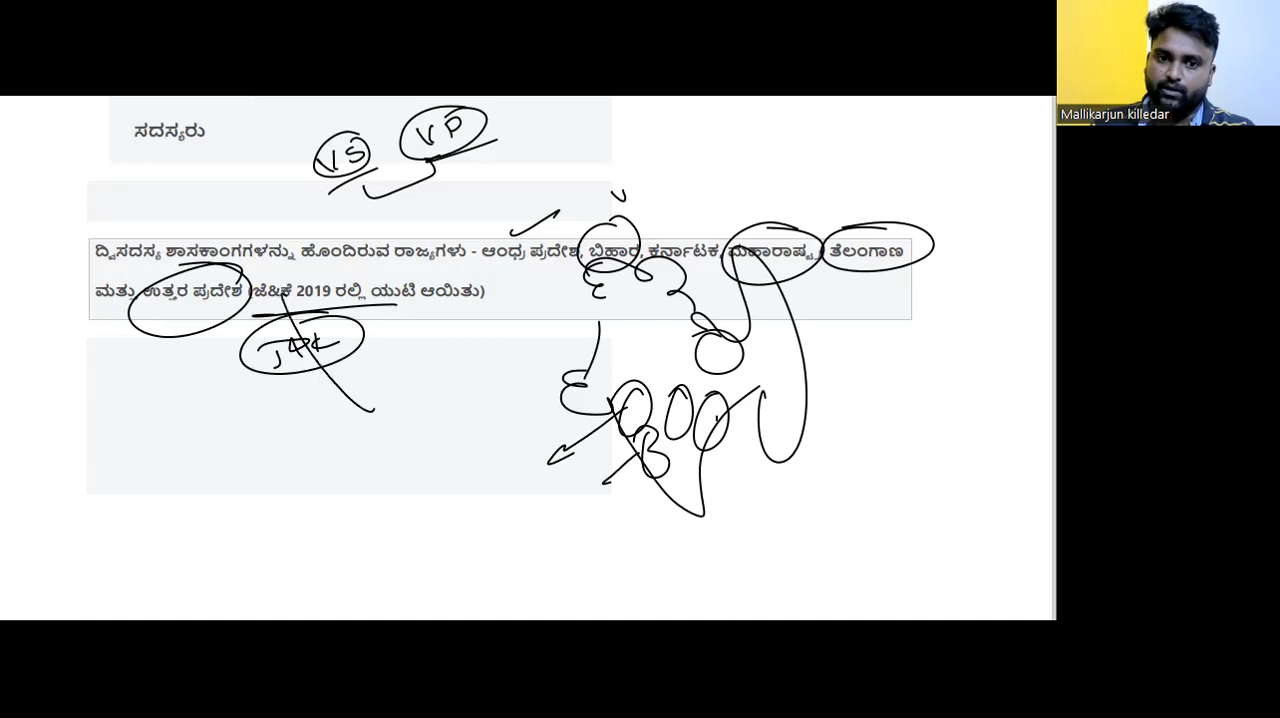 Mallikarjun killedar
ಸದಸ್ಯರು
VS VP
ದ್ವಿಸದಸ್ಯ ಶಾಸಕಾಂಗಗಳನ್ನು ಹೊಂದಿರುವ ರಾಜ್ಯಗಳು - ಆಂಧ್ರ ಪ್ರದೇಶ, ಬಿಹಾರ, ಕರ್ನಾಟಕ, ಮಹಾರಾಷ್ಟ್ರ, ತೆಲಂಗಾಣ
ಮತ್ತು ಉತ್ತರ ಪ್ರದೇಶ (ಜೆ&ಕೆ 2019 ರಲ್ಲಿ ಯುಟಿ ಆಯಿತು)
J&K
B